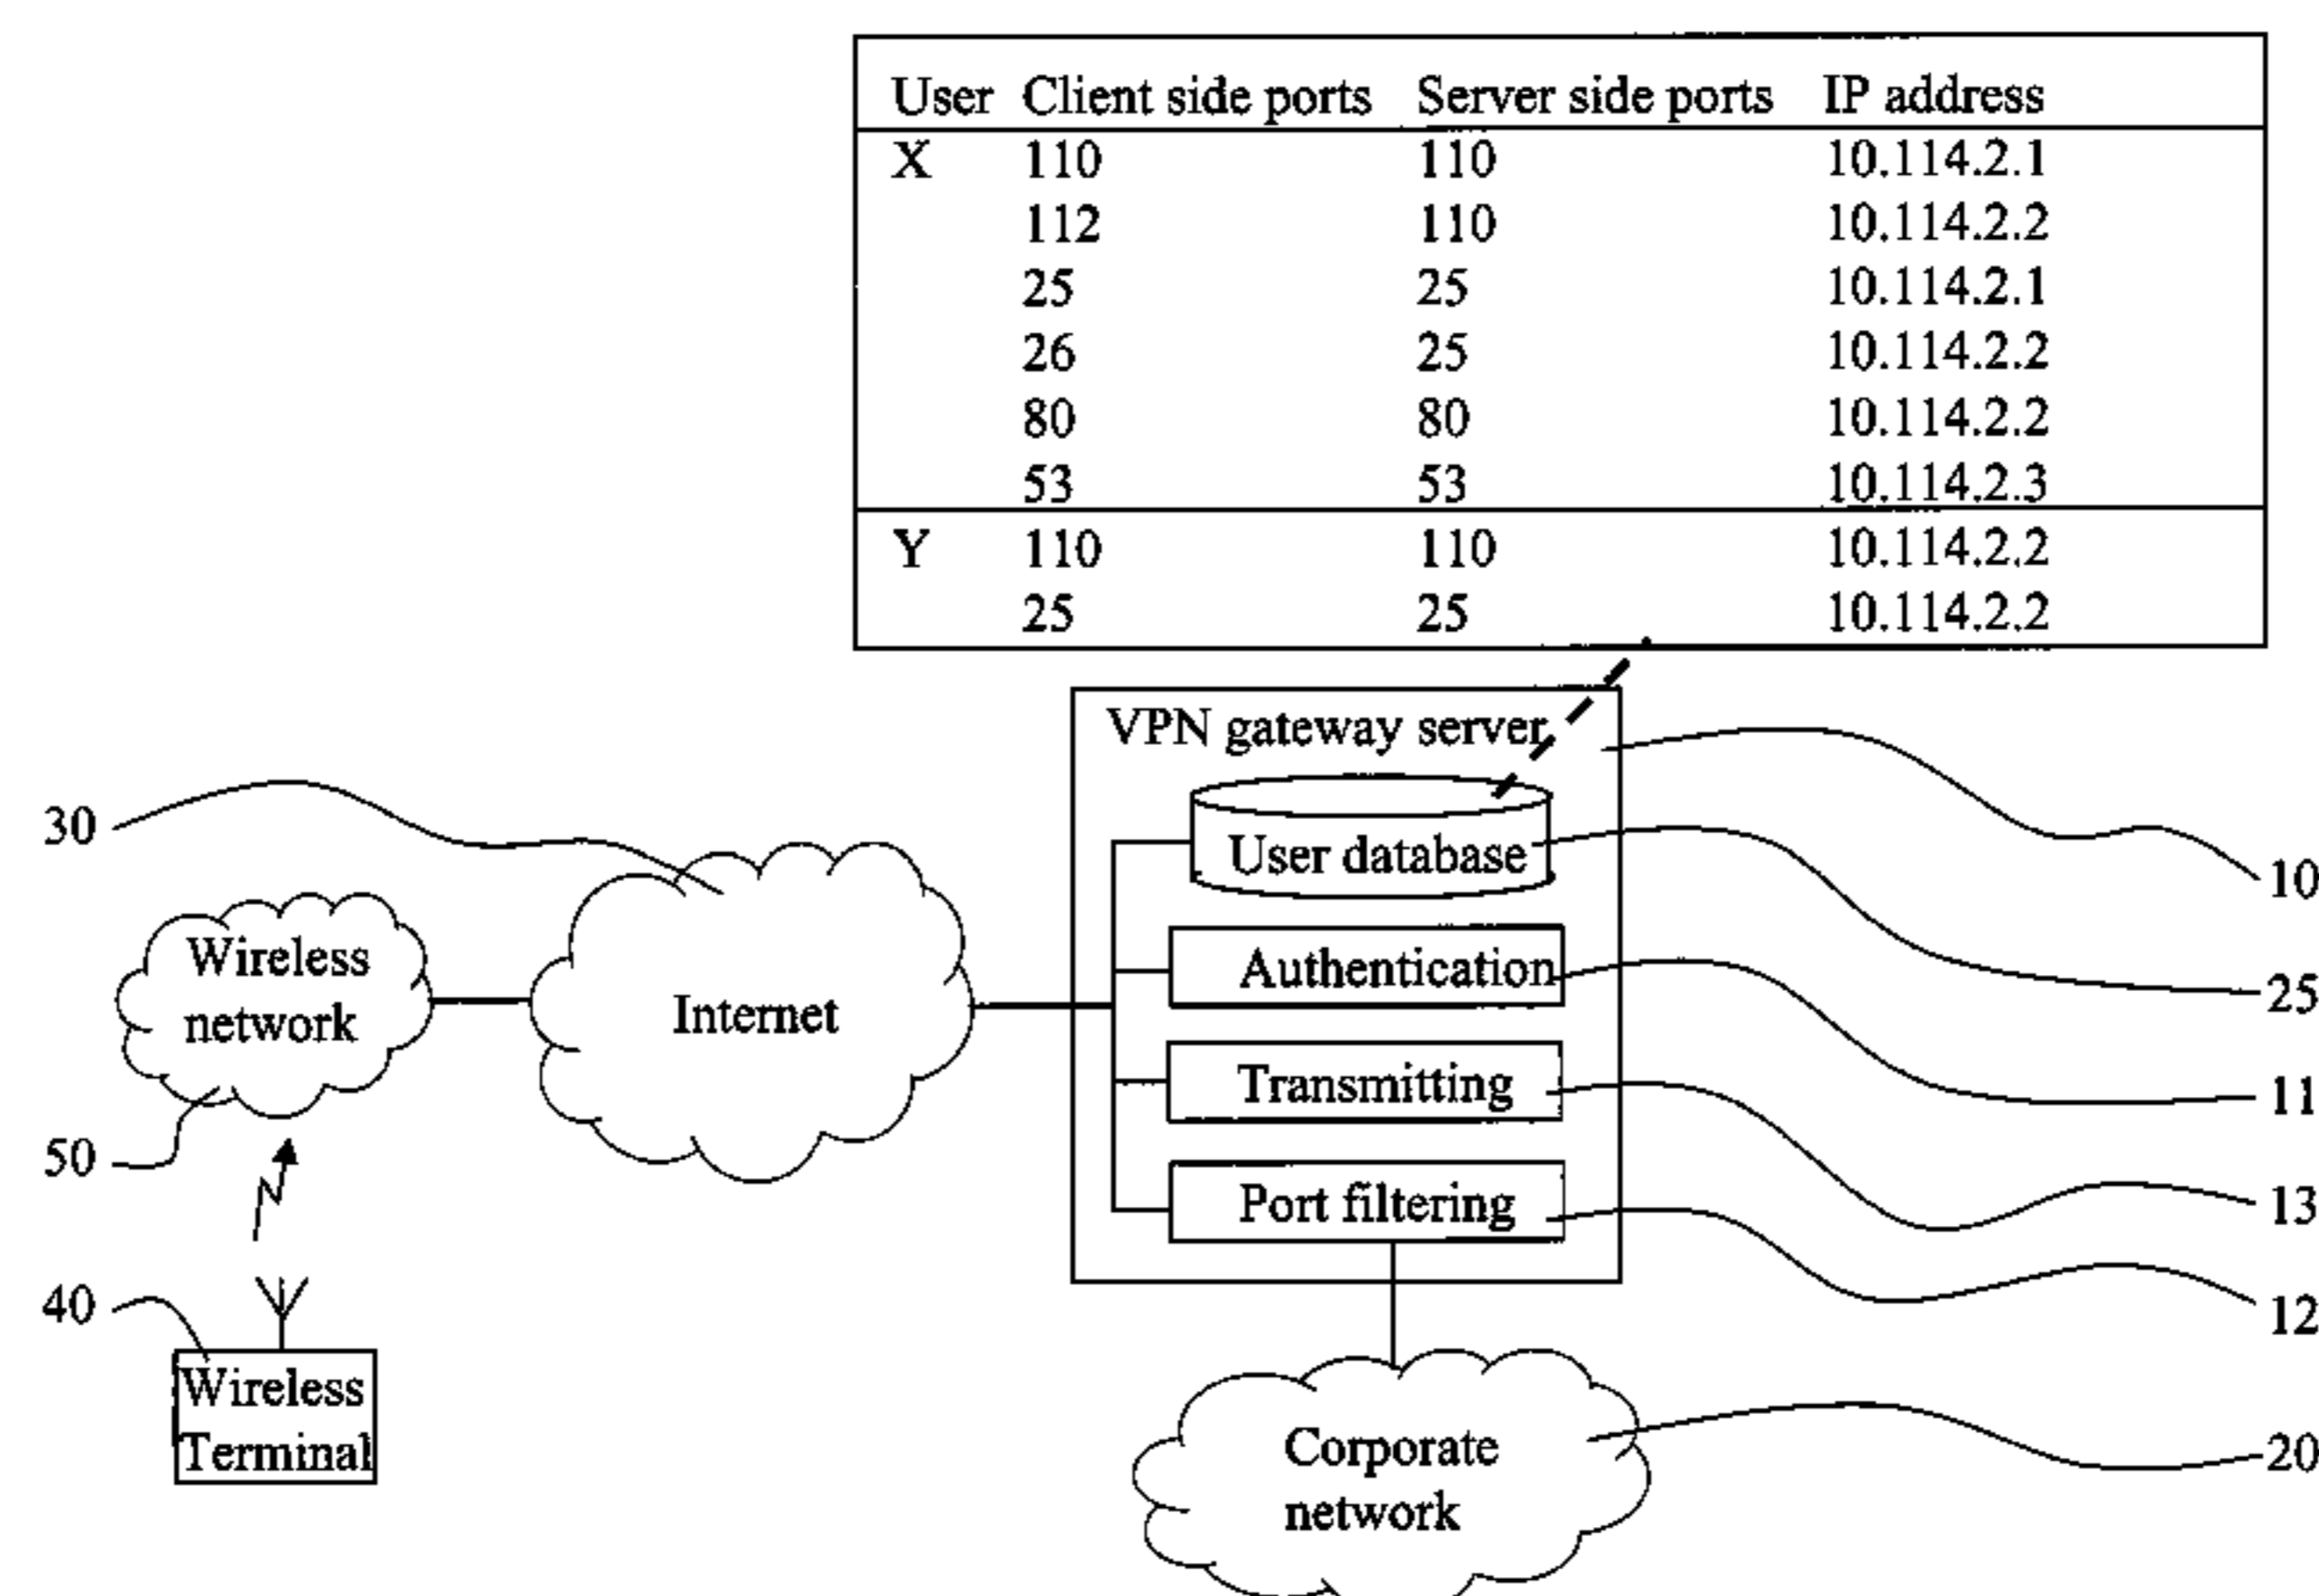 User Client side ports Server side ports IP address
X 110 110 10.114.2.1
112 110 10.114.2.2
25 25 10.114.2.1
26 25 10.114.2.2
80 80 10.114.2.2
53 53 10.114.2.3
Y 110 110 10.114.2.2
25 25 10.114.2.2
VPN gateway server
30
User database
10
Wireless
network
Internet
Authentication
25
Transmitting
11
50
Port filtering
13
40
12
Wireless
Terminal
Corporate
network
20